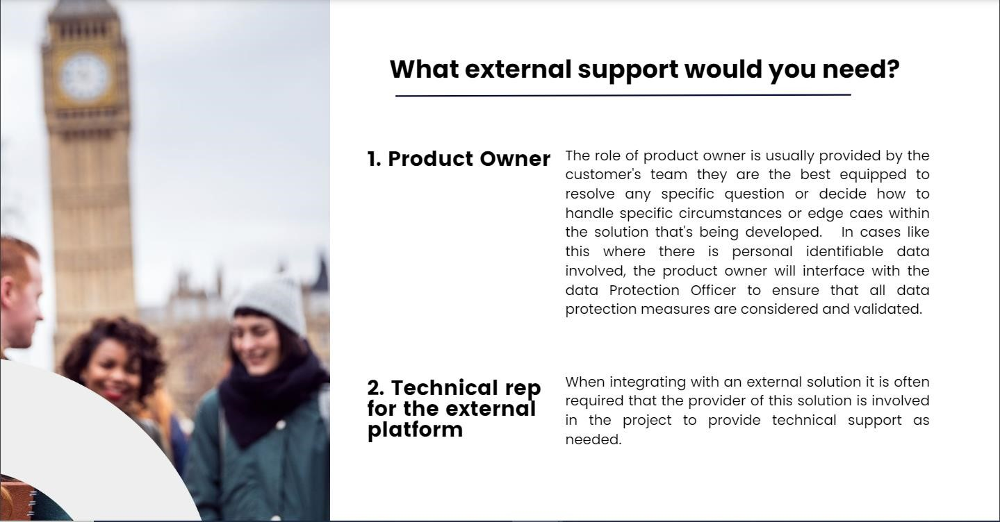 What external support would you need?
1. Product Owner
The role of product owner is usually provided by the
customer's team they are the best equipped to
resolve any specific question or decide how to
handle specific circumstances or edge caes within
the solution that's being developed. In cases like
this where there is personal identifiable data
involved, the product owner will interface with the
data Protection Officer to ensure that all data
protection measures are considered and validated.
2. Technical rep
for the external
platform
When integrating with an external solution it is often
required that the provider of this solution is involved
in the project to provide technical support as
needed.